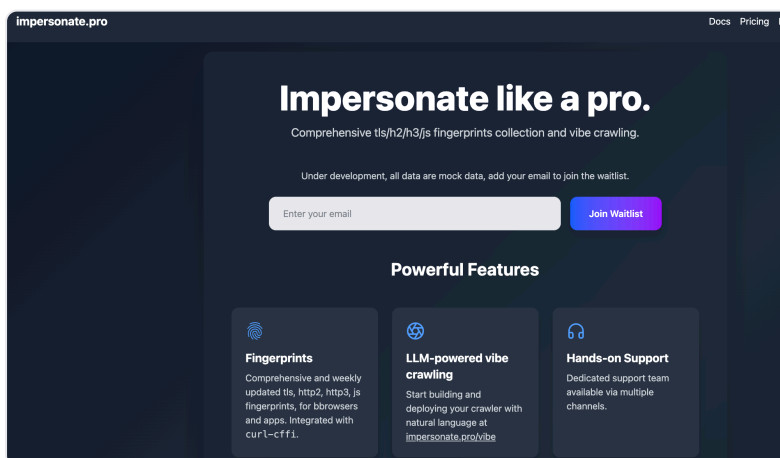 impersonate.pro
Docs Pricing
Impersonate like a pro.
Comprehensive tls/h2/h3/js fingerprints collection and vibe crawling.
Under development, all data are mock data, add your email to join the waitlist.
Enter your email
Join Waitlist
Powerful Features
Fingerprints
Comprehensive and weekly
updated tls, http2, http3, js
fingerprints, for bbrowsers
and apps. Integrated with
curl-cffi.
LLM-powered vibe
crawling
Start building and
deploying your crawler with
natural language at
impersonate.pro/vibe
Hands-on Support
Dedicated support team
available via multiple
channels.